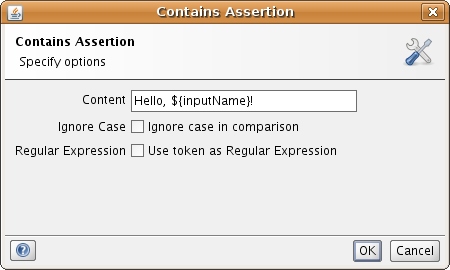 Contains Assertion
Contains Assertion
Specify options
Content Hello, ${inputName}!
Ignore Case Ignore case in comparison
Regular Expression Use token as Regular Expression
?
OK Cancel